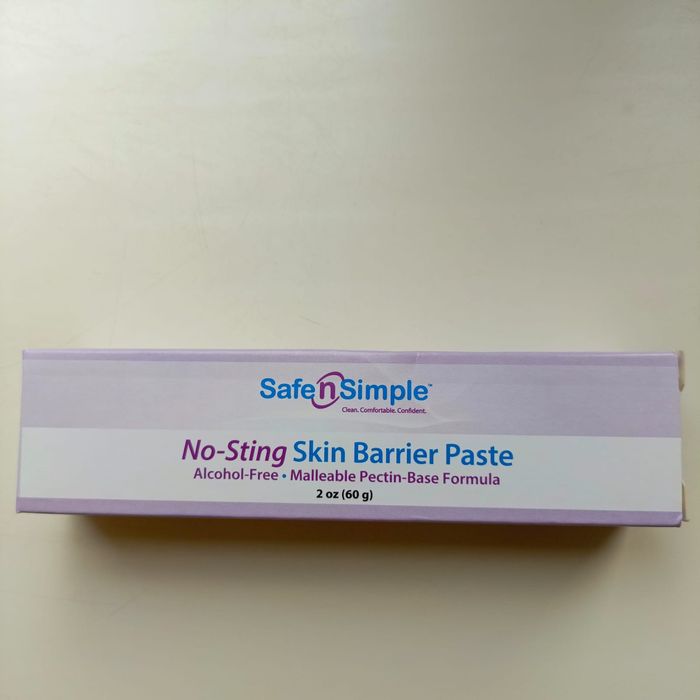 SafenSimple™
Clean. Comfortable. Confident.
No-Sting Skin Barrier Paste
Alcohol-Free • Malleable Pectin-Base Formula
2 oz (60 g)